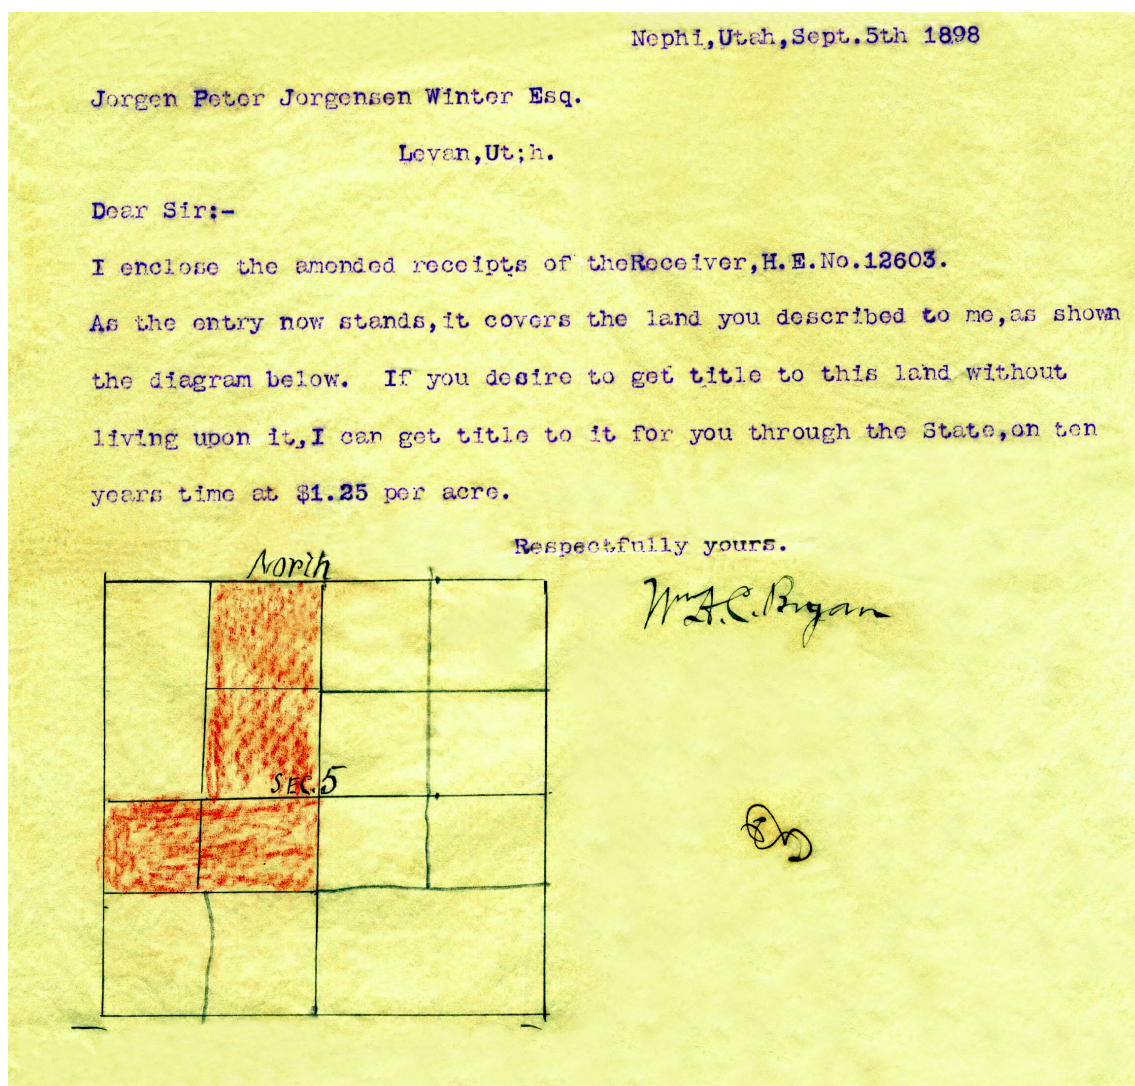 Nephi,Utah,Sept.5th 1898
Jorgen Peter Jorgensen Winter Esq.
Levan,Ut;h.
Dear Sir:-
I enclose the amended receipts of theReceiver,H.E.No.12603.
As the entry now stands,it covers the land you described to me,as shown
the diagram below. If you desire to get title to this land without
living upon it,I can get title to it for you through the State,on ten
years time at $1.25 per acre.
Respectfully yours.
North
Wm A.C. Bryan
SEC. 5